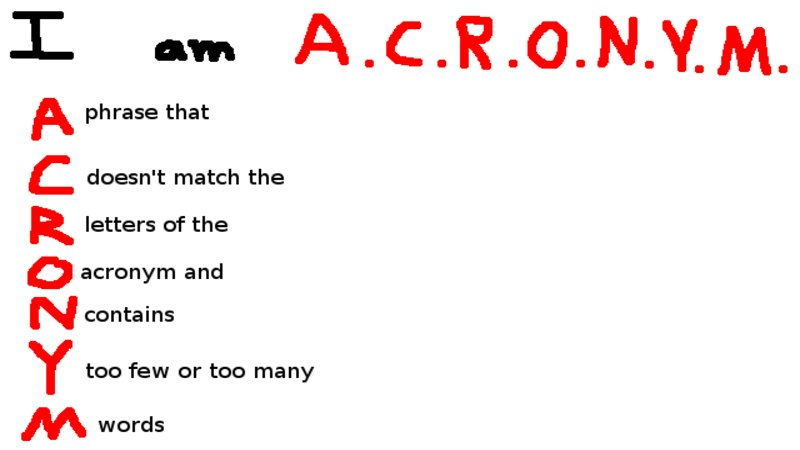 I am A.C.R.O.N.Y.M.
A phrase that
C doesn't match the
R letters of the
O acronym and
N contains
Y too few or too many
M words